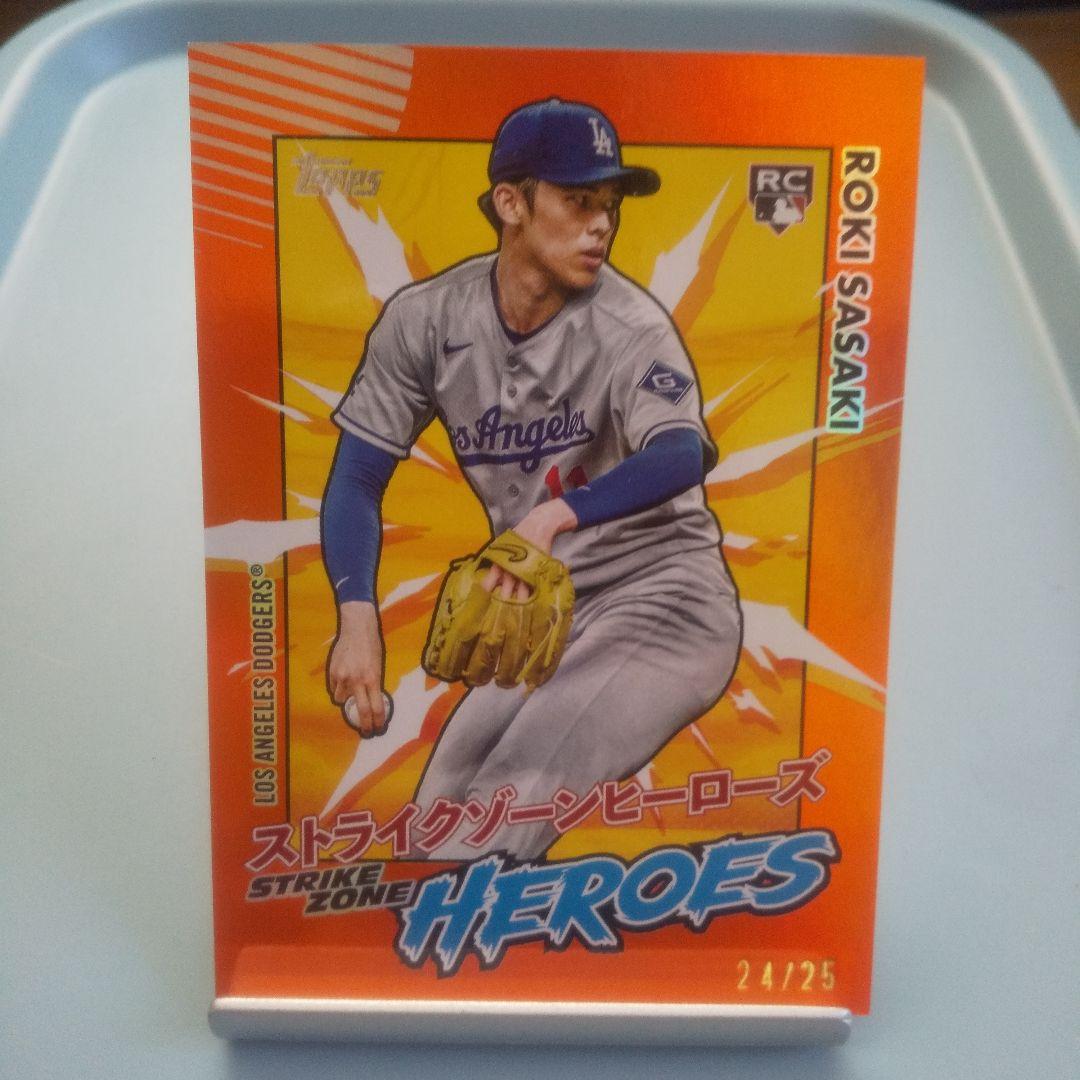 Topps
RC
ROKI SASAKI
LA
Los Angeles
LOS ANGELES DODGERS®
ストライクゾーンヒーローズ
STRIKE
ZONE
HEROES
24/25